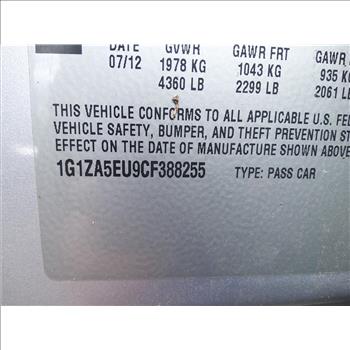 DATE GVWR GAWR FRT GAWR
07/12 1978 KG 1043 KG 935 KG
4360 LB 2299 LB 2061 LB
THIS VEHICLE CONFORMS TO ALL APPLICABLE U.S.
VEHICLE SAFETY, BUMPER, AND THEFT PREVENTION
EFFECT ON THE DATE OF MANUFACTURE SHOWN ABOVE
1G1ZA5EU9CF388255 TYPE: PASS CAR